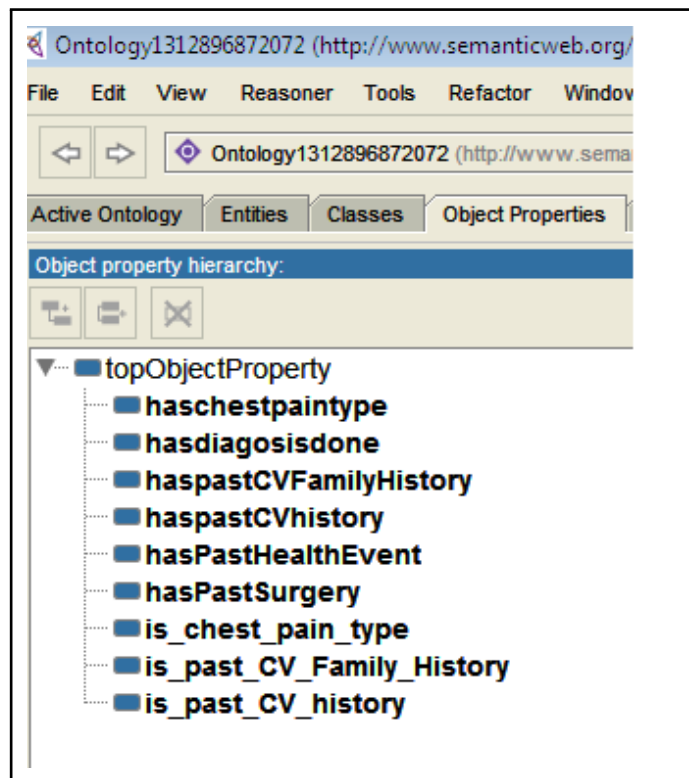 Ontology1312896872072 (http://www.semanticweb.org/
File Edit View Reasoner Tools Refactor Window
Ontology1312896872072 (http://www.sema
Active Ontology Entities Classes Object Properties
Object property hierarchy:
topObjectProperty
haschestpaintype
hasdiagosisdone
haspastCVFamilyHistory
haspastCVhistory
hasPastHealthEvent
hasPastSurgery
is_chest_pain_type
is_past_CV_Family_History
is_past_CV_history